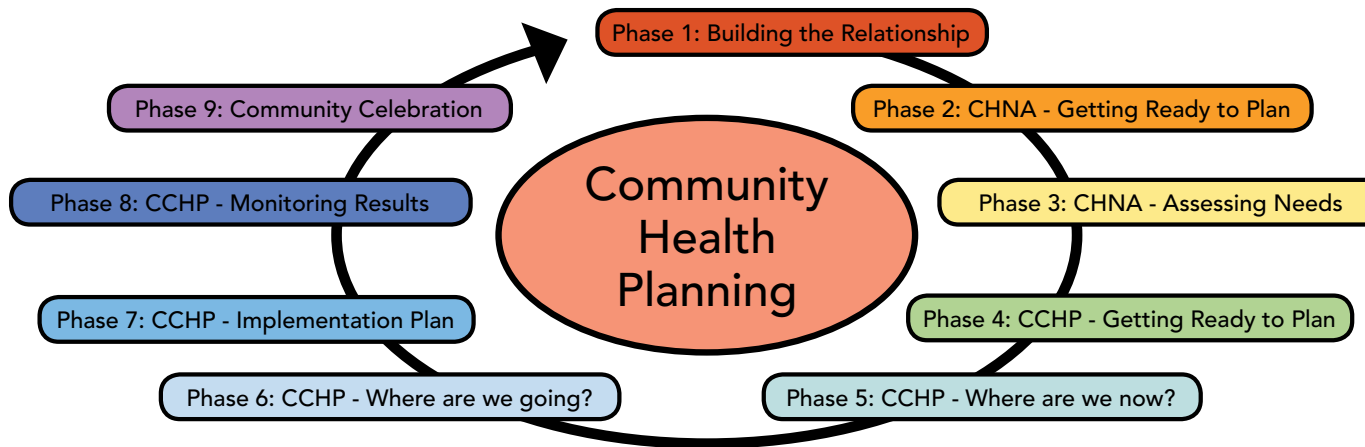 Phase 1: Building the Relationship
Phase 2: CHNA - Getting Ready to Plan
Phase 3: CHNA - Assessing Needs
Phase 4: CCHP - Getting Ready to Plan
Phase 5: CCHP - Where are we now?
Phase 6: CCHP - Where are we going?
Phase 7: CCHP - Implementation Plan
Phase 8: CCHP - Monitoring Results
Phase 9: Community Celebration
Community
Health
Planning